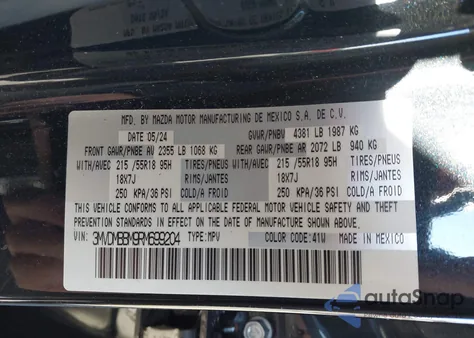 MFD. BY MAZDA MOTOR MANUFACTURING DE MEXICO S.A. DE C.V.
DATE 05/24 GVWR/PNBV 4381 LB 1987 KG
FRONT GAWR/PNBE AV 2355 LB 1068 KG REAR GAWR/PNBE AR 2072 LB 940 KG
WITH/AVEC 215 /55R18 95H TIRES/PNEUS WITH/AVEC 215 /55R18 95H TIRES/PNEUS
18X7J RIMS/JANTES 18X7J RIMS/JANTES
250 KPA/36 PSI COLD/A FROID 250 KPA/36 PSI COLD/A FROID
THIS VEHICLE CONFORMS TO ALL APPLICABLE FEDERAL MOTOR VEHICLE SAFETY AND THEFT
PREVENTION STANDARDS IN EFFECT ON THE DATE OF MANUFACTURE SHOWN ABOVE.
VIN: 3MVDMBBM9RM699204 TYPE: MPV COLOR CODE: 41W MADE IN MEXICO
autoSnap